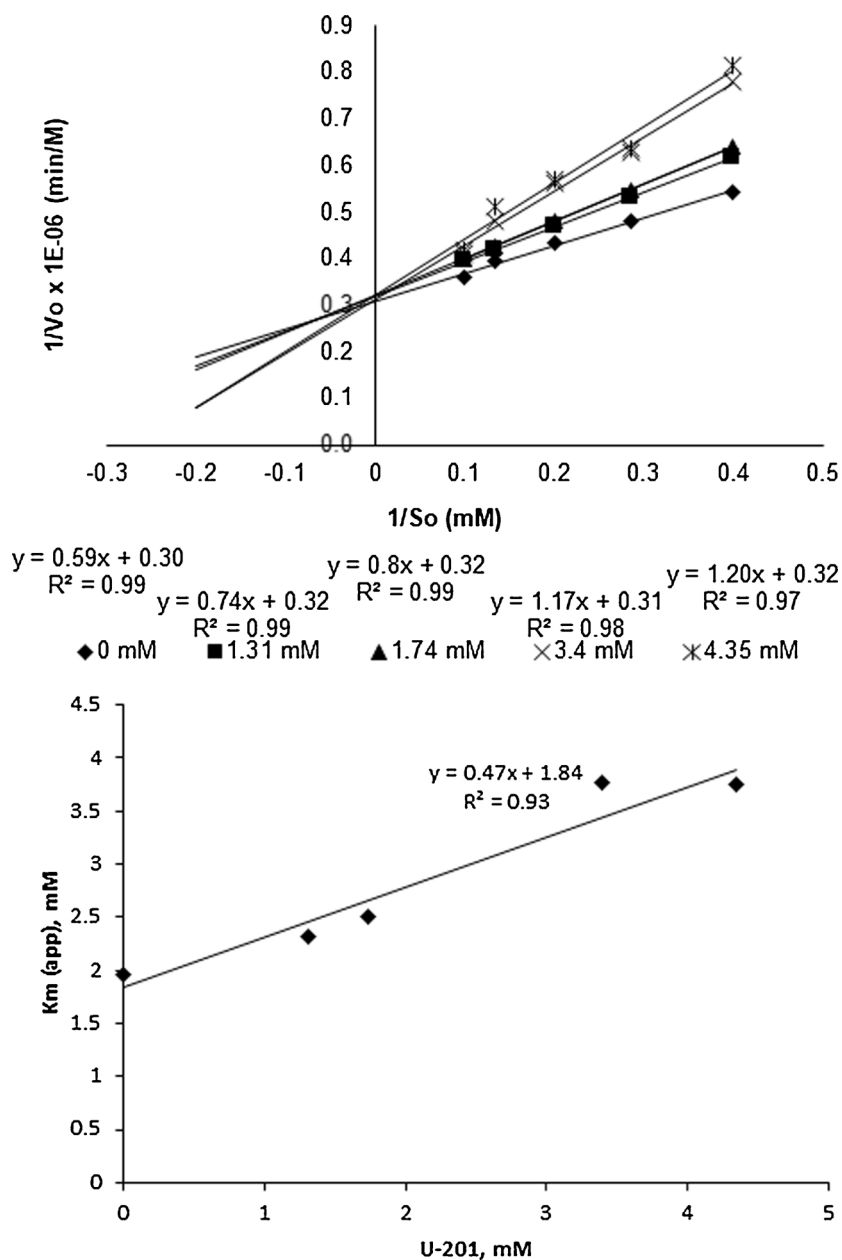 0.9
0.8
0.7
0.6
0.5
0.4
0.3
0.2
0.1
0.0
1/Vo x 1E-06 (min/M)
-0.3 -0.2 -0.1 0 0.1 0.2 0.3 0.4 0.5
1/So (mM)
y = 0.59x + 0.30
R² = 0.99
y = 0.74x + 0.32
R² = 0.99
y = 0.8x + 0.32
R² = 0.99
y = 1.17x + 0.31
R² = 0.98
y = 1.20x + 0.32
R² = 0.97
0 mM 1.31 mM 1.74 mM 3.4 mM 4.35 mM
4.5
4
3.5
3
2.5
2
1.5
1
0.5
0
Km (app), mM
y = 0.47x + 1.84
R² = 0.93
0 1 2 3 4 5
U-201, mM